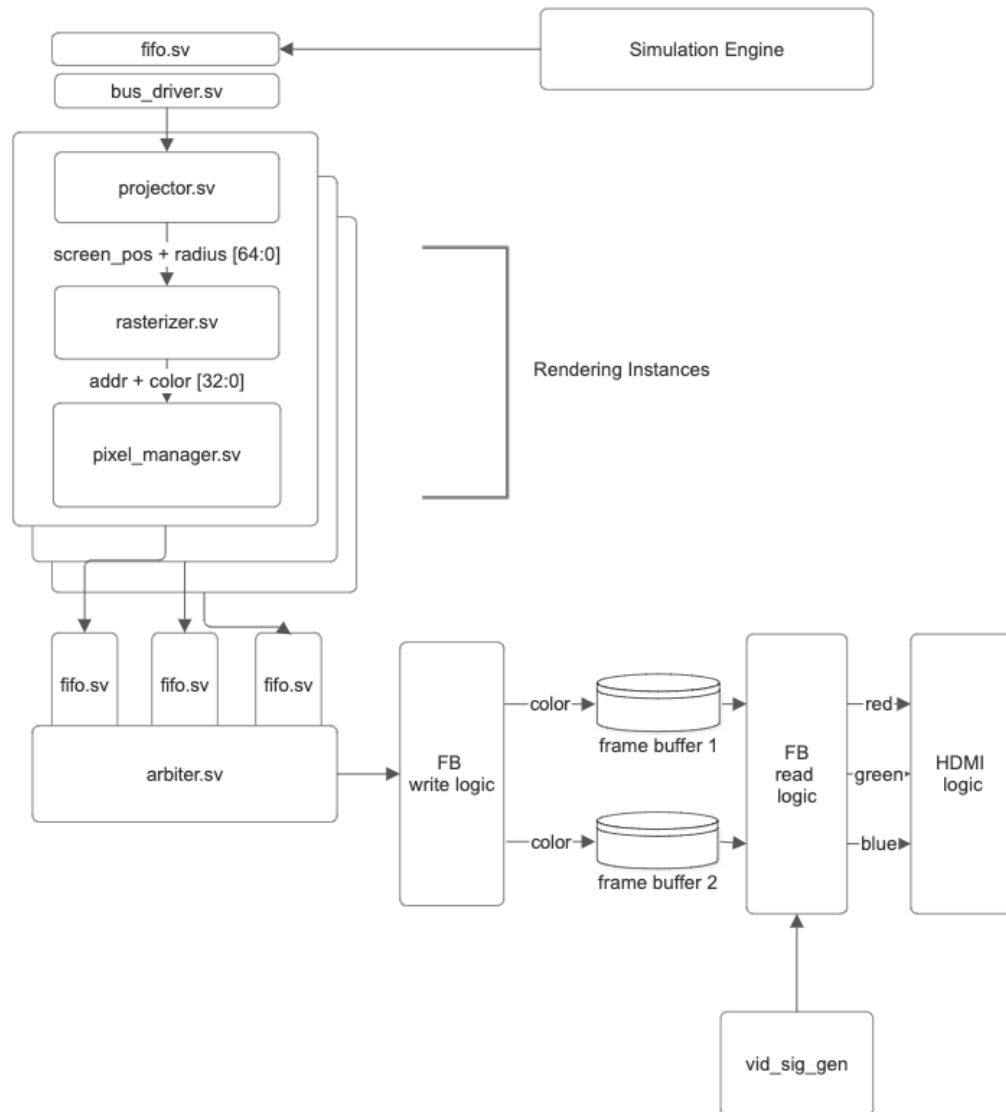 fifo.sv
Simulation Engine
bus_driver.sv
projector.sv
screen_pos + radius [64:0]
rasterizer.sv
Rendering Instances
addr + color [32:0]
pixel_manager.sv
fifo.sv
fifo.sv
fifo.sv
arbiter.sv
FB
write logic
color
frame buffer 1
color
frame buffer 2
FB
read
logic
red
green
blue
HDMI
logic
vid_sig_gen